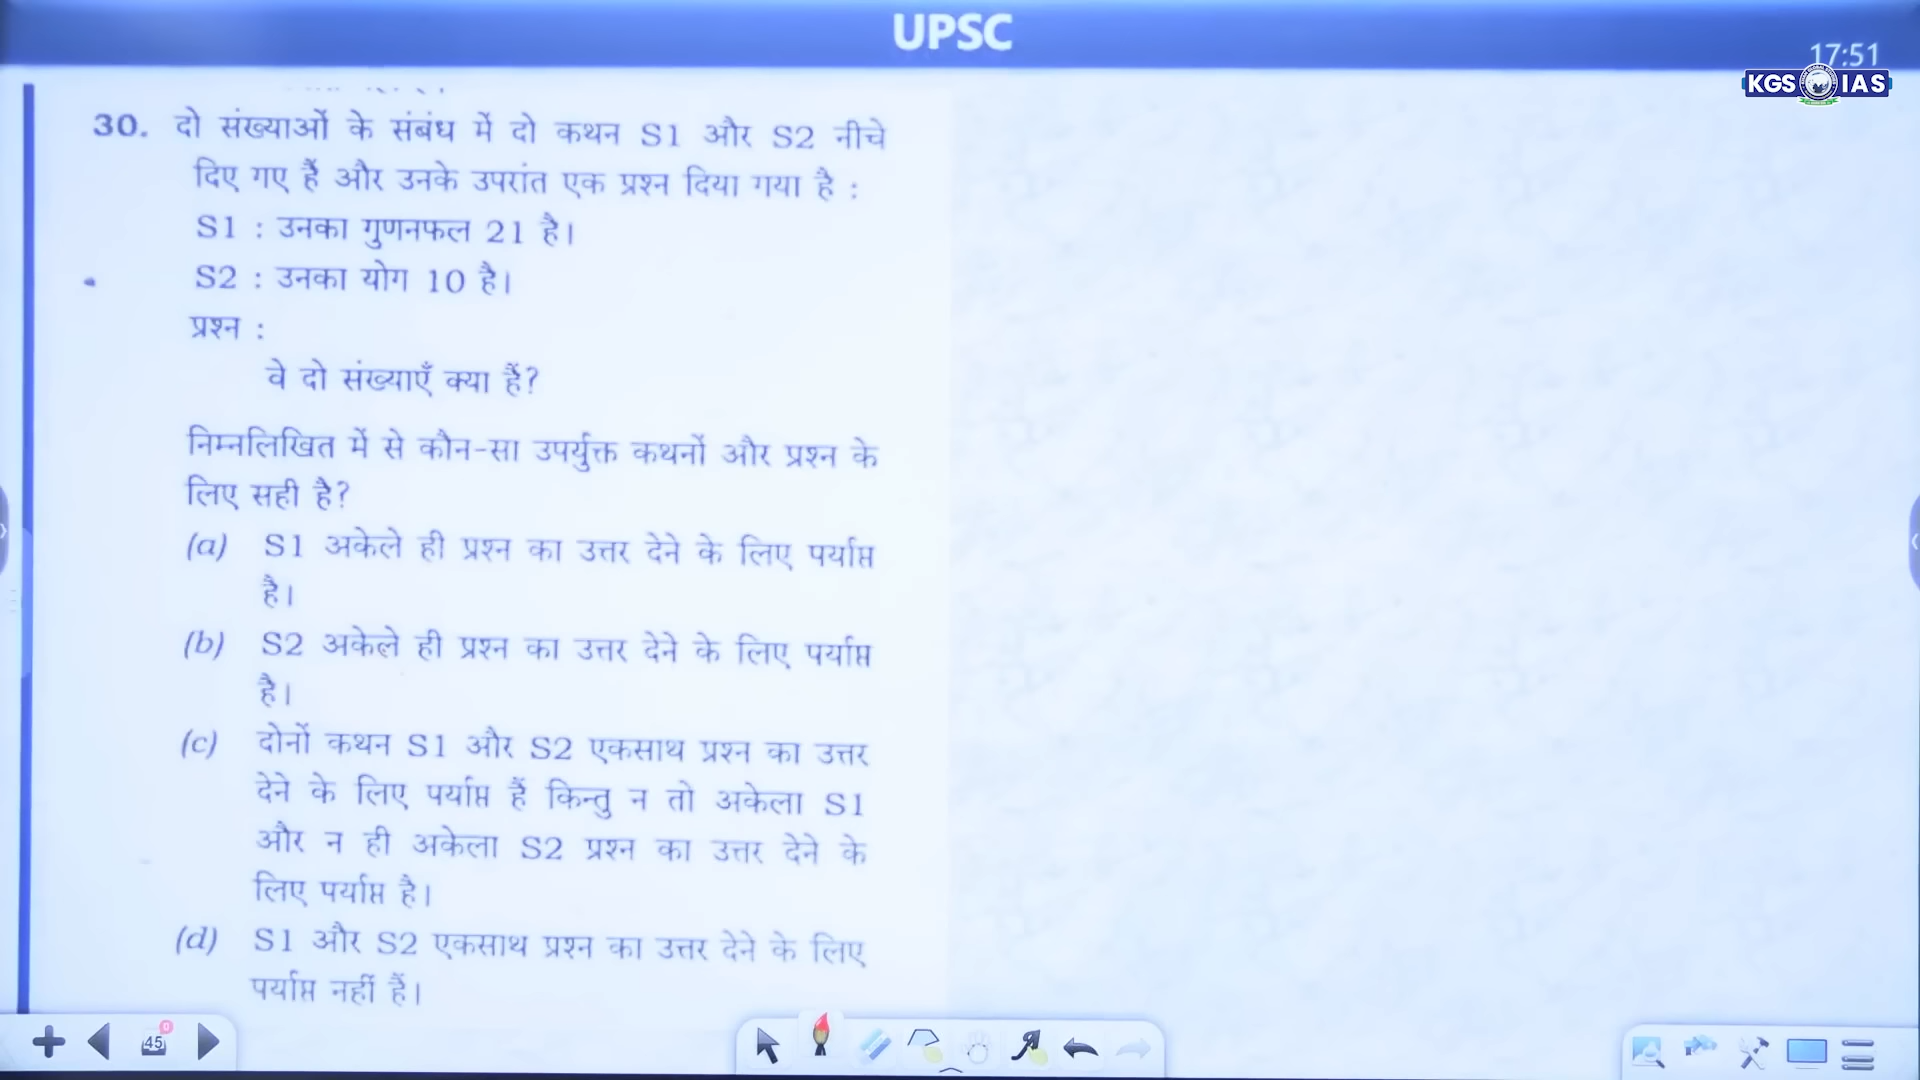 UPSC
17:51
KGS IAS
30. दो संख्याओं के संबंध में दो कथन S1 और S2 नीचे
दिए गए हैं और उनके उपरांत एक प्रश्न दिया गया है :
S1 : उनका गुणनफल 21 है।
S2 : उनका योग 10 है।
प्रश्न :
वे दो संख्याएँ क्या हैं?
निम्नलिखित में से कौन-सा उपर्युक्त कथनों और प्रश्न के
लिए सही है?
(a) S1 अकेले ही प्रश्न का उत्तर देने के लिए पर्याप्त
है।
(b) S2 अकेले ही प्रश्न का उत्तर देने के लिए पर्याप्त
है।
(c) दोनों कथन S1 और S2 एकसाथ प्रश्न का उत्तर
देने के लिए पर्याप्त हैं किन्तु न तो अकेला S1
और न ही अकेला S2 प्रश्न का उत्तर देने के
लिए पर्याप्त है।
(d) S1 और S2 एकसाथ प्रश्न का उत्तर देने के लिए
पर्याप्त नहीं हैं।
45
0